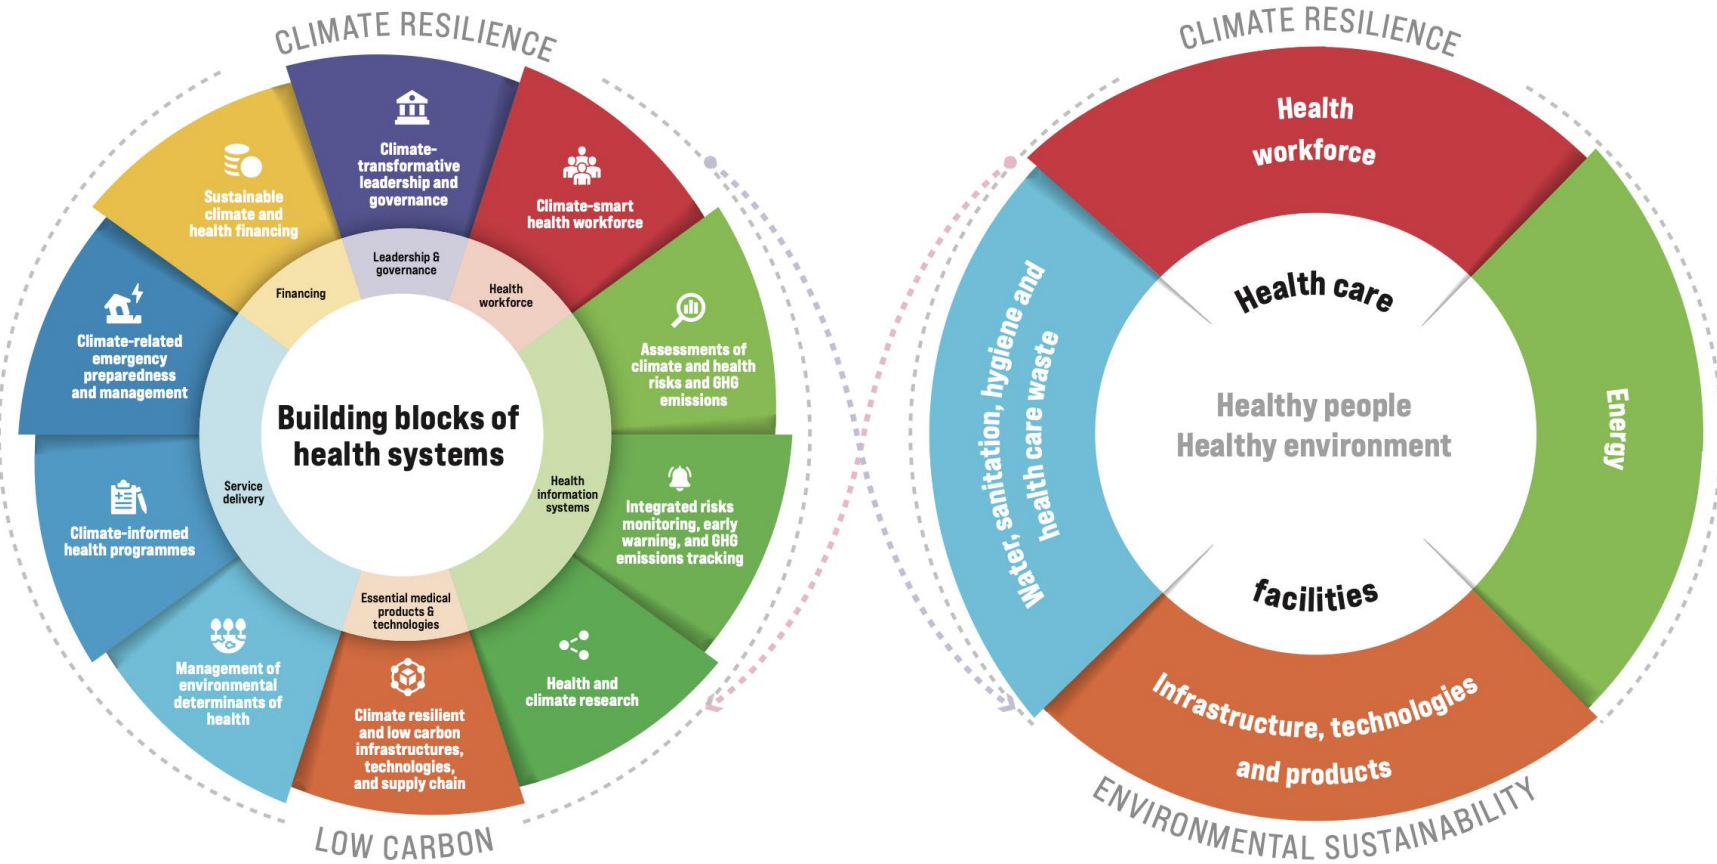 CLIMATE RESILIENCE
Climate-
transformative
leadership and
governance
Climate-smart
health workforce
Assessments of
climate and health
risks and GHG
emissions
Integrated risks
monitoring, early
warning, and GHG
emissions tracking
Health and
climate research
Climate resilient
and low carbon
infrastructures,
technologies,
and supply chain
Management of
environmental
determinants of
health
Climate-informed
health programmes
Climate-related
emergency
preparedness
and management
Sustainable
climate and
health financing
Leadership &
governance
Health
workforce
Health
information
systems
Essential medical
products &
technologies
Service
delivery
Financing
Building blocks of
health systems
LOW CARBON
CLIMATE RESILIENCE
Health
workforce
Energy
Infrastructure, technologies
and products
Water, sanitation, hygiene and
health care waste
Health care
Healthy people
Healthy environment
facilities
ENVIRONMENTAL SUSTAINABILITY